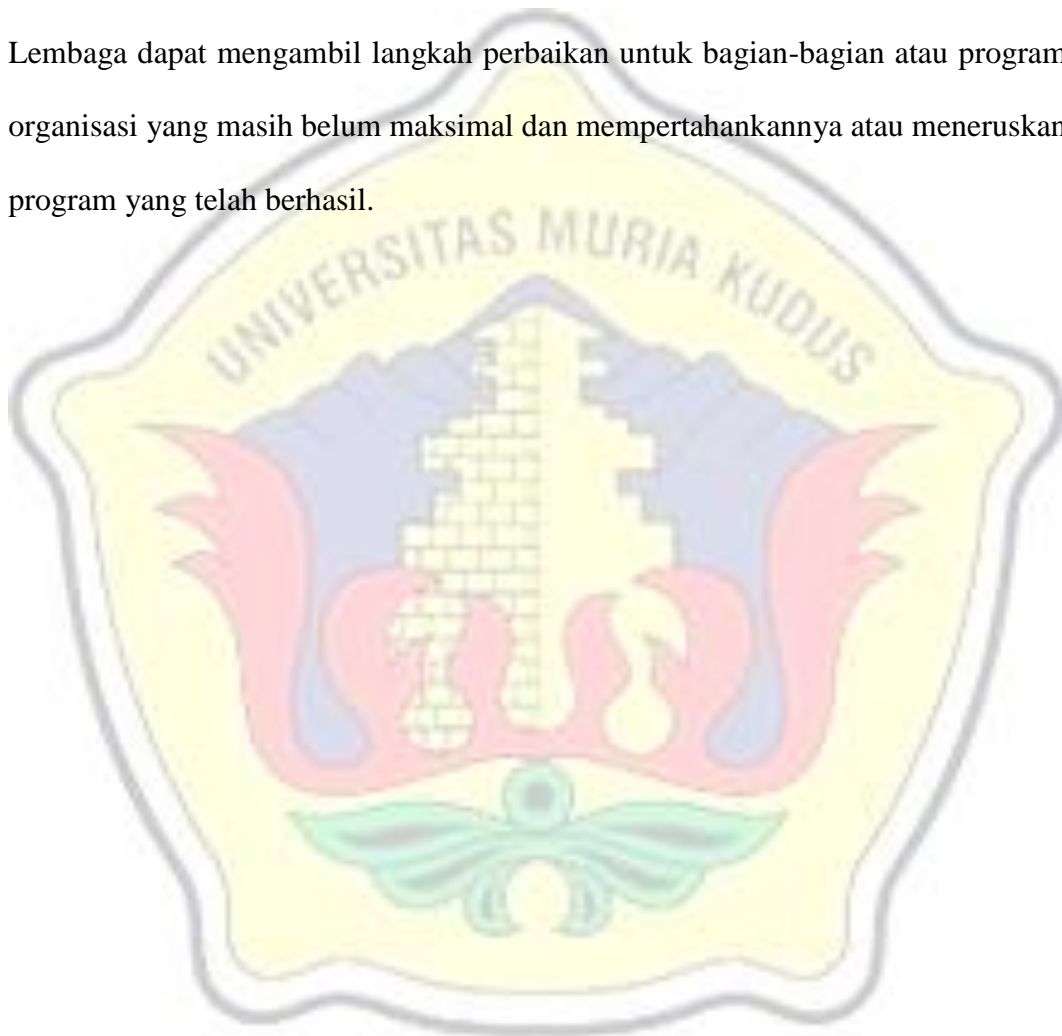 Lembaga dapat mengambil langkah perbaikan untuk bagian-bagian atau program
organisasi yang masih belum maksimal dan mempertahankannya atau meneruskan
program yang telah berhasil.
UNIVERSITAS MURIA KUDUS